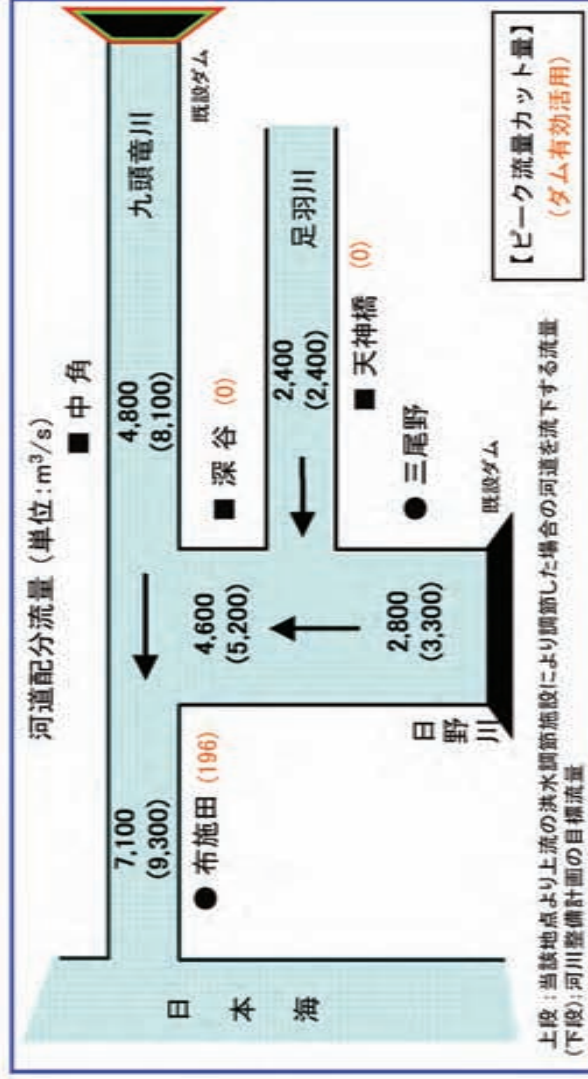 河道配分流量 (単位:m³/s)
■ 中 角
九頭竜川
既設ダム
4,800
(8,100)
7,100
(9,300)
● 布施田 (196)
■ 深谷 (0)
4,600
(5,200)
足羽川
2,400
(2,400)
■ 天神橋 (0)
● 三尾野
2,800
(3,300)
日野川
既設ダム
日本海
【ピーク流量カット量】
(ダム有効活用)
上段:当該地点より上流の洪水調節施設により調節した場合の河道を流下する流量
(下段):河川整備計画の目標流量